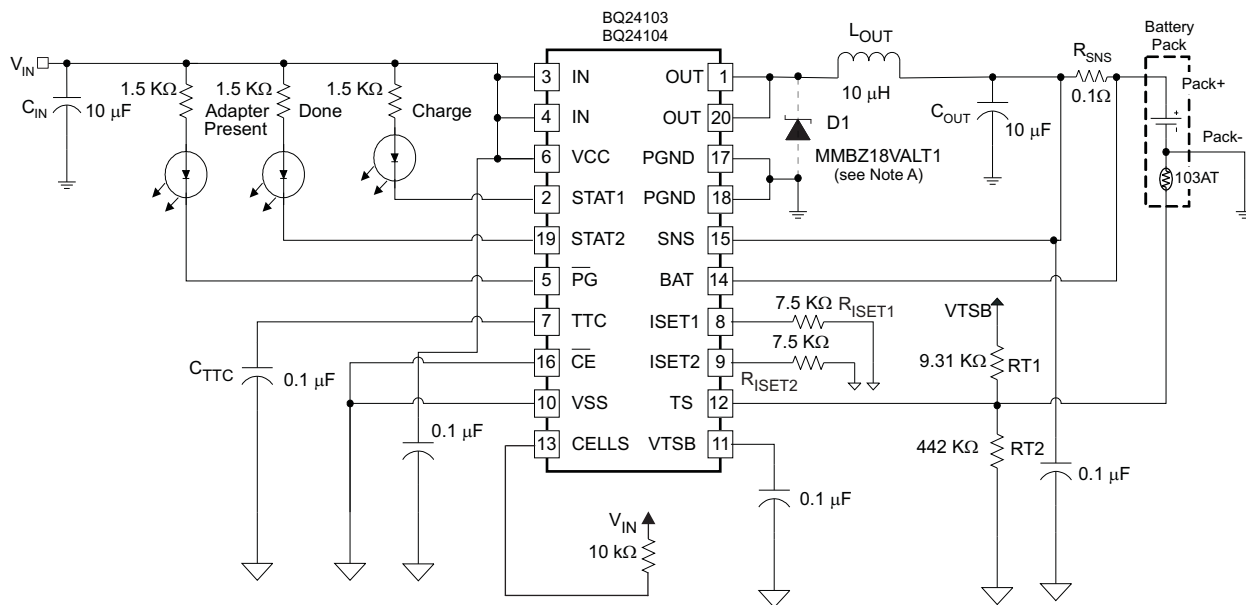 BQ24103
BQ24104
V_IN
C_IN
10 μF
1.5 KΩ
Adapter
Present
1.5 KΩ
Done
1.5 KΩ
Charge
3 IN
4 IN
6 VCC
2 STAT1
19 STAT2
5 P̅G̅
7 TTC
16 C̅E̅
10 VSS
13 CELLS
OUT 1
OUT 20
PGND 17
PGND 18
SNS 15
BAT 14
ISET1 8
ISET2 9
TS 12
VTSB 11
L_OUT
10 μH
D1
MMBZ18VALT1
(see Note A)
C_OUT
10 μF
R_SNS
0.1Ω
Battery
Pack
Pack+
+
-
Pack-
103AT
7.5 KΩ
R_ISET1
7.5 KΩ
R_ISET2
VTSB
9.31 KΩ
RT1
442 KΩ
RT2
0.1 μF
0.1 μF
C_TTC
0.1 μF
0.1 μF
V_IN
10 kΩ